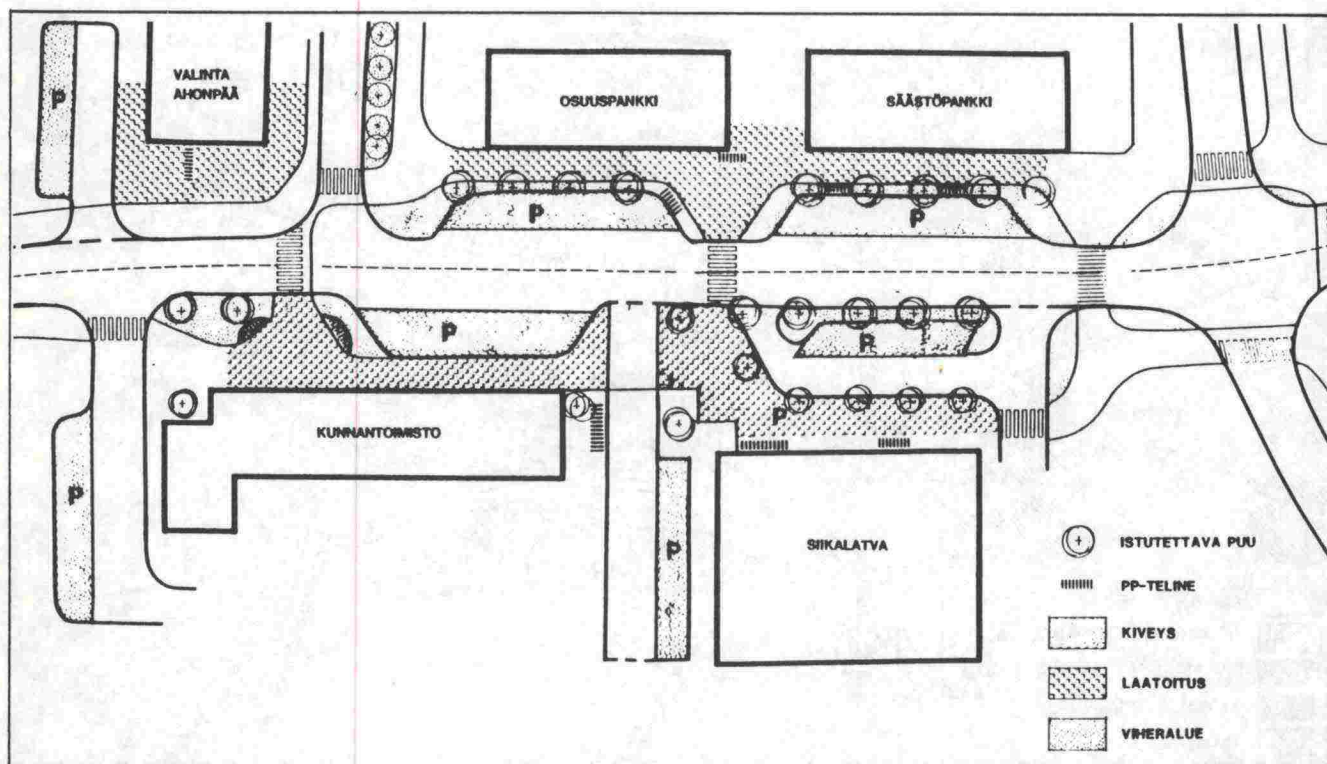 P
VALINTA
AHONPÄÄ
OSUUSPANKKI
SÄÄSTÖPANKKI
P
P
P
P
P
KUNNANTOIMISTO
P
P
SIIKALATVA
ISTUTETTAVA PUU
PP-TELINE
KIVEYS
LAATOITUS
VIHERALUE